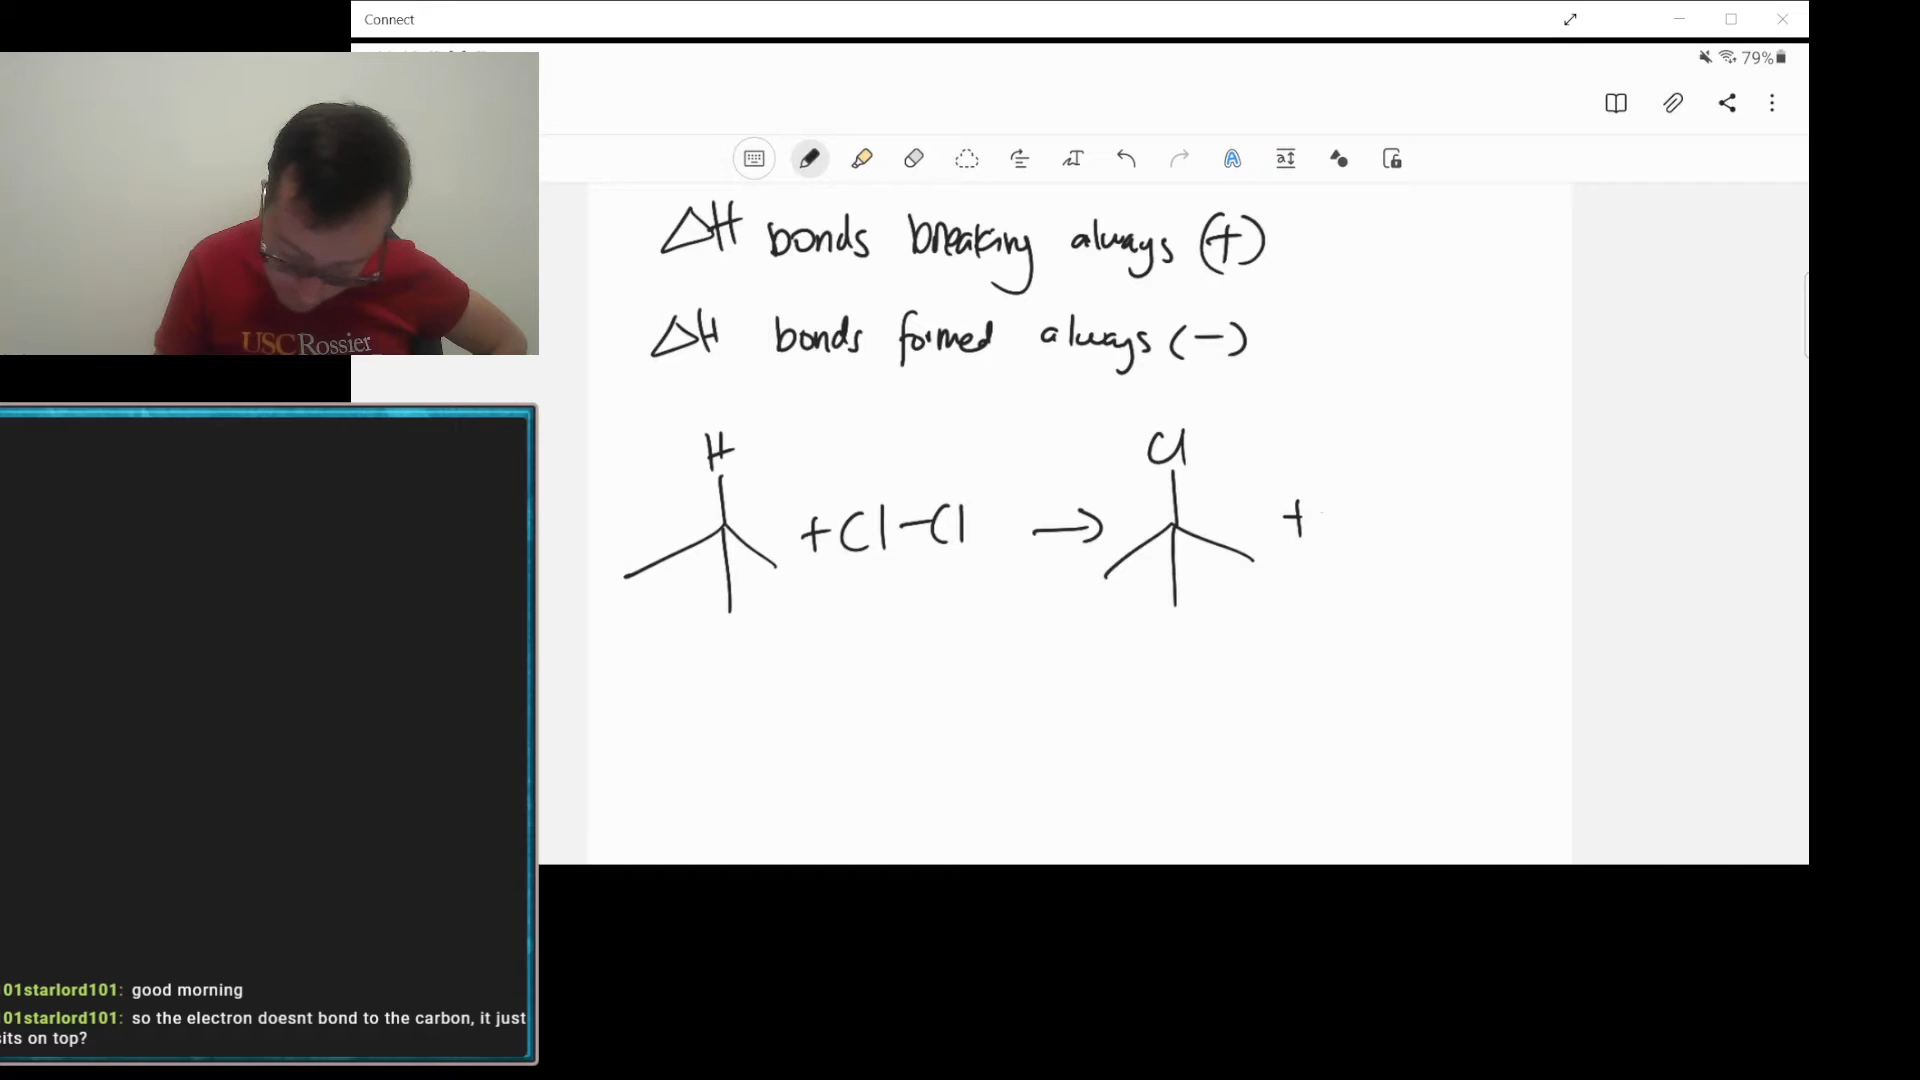 Connect
79%
USC Rossier
ΔH bonds breaking always (+)
ΔH bonds formed always (-)
H
Cl
+ Cl-Cl → +
01starlord101: good morning
01starlord101: so the electron doesnt bond to the carbon, it just
sits on top?